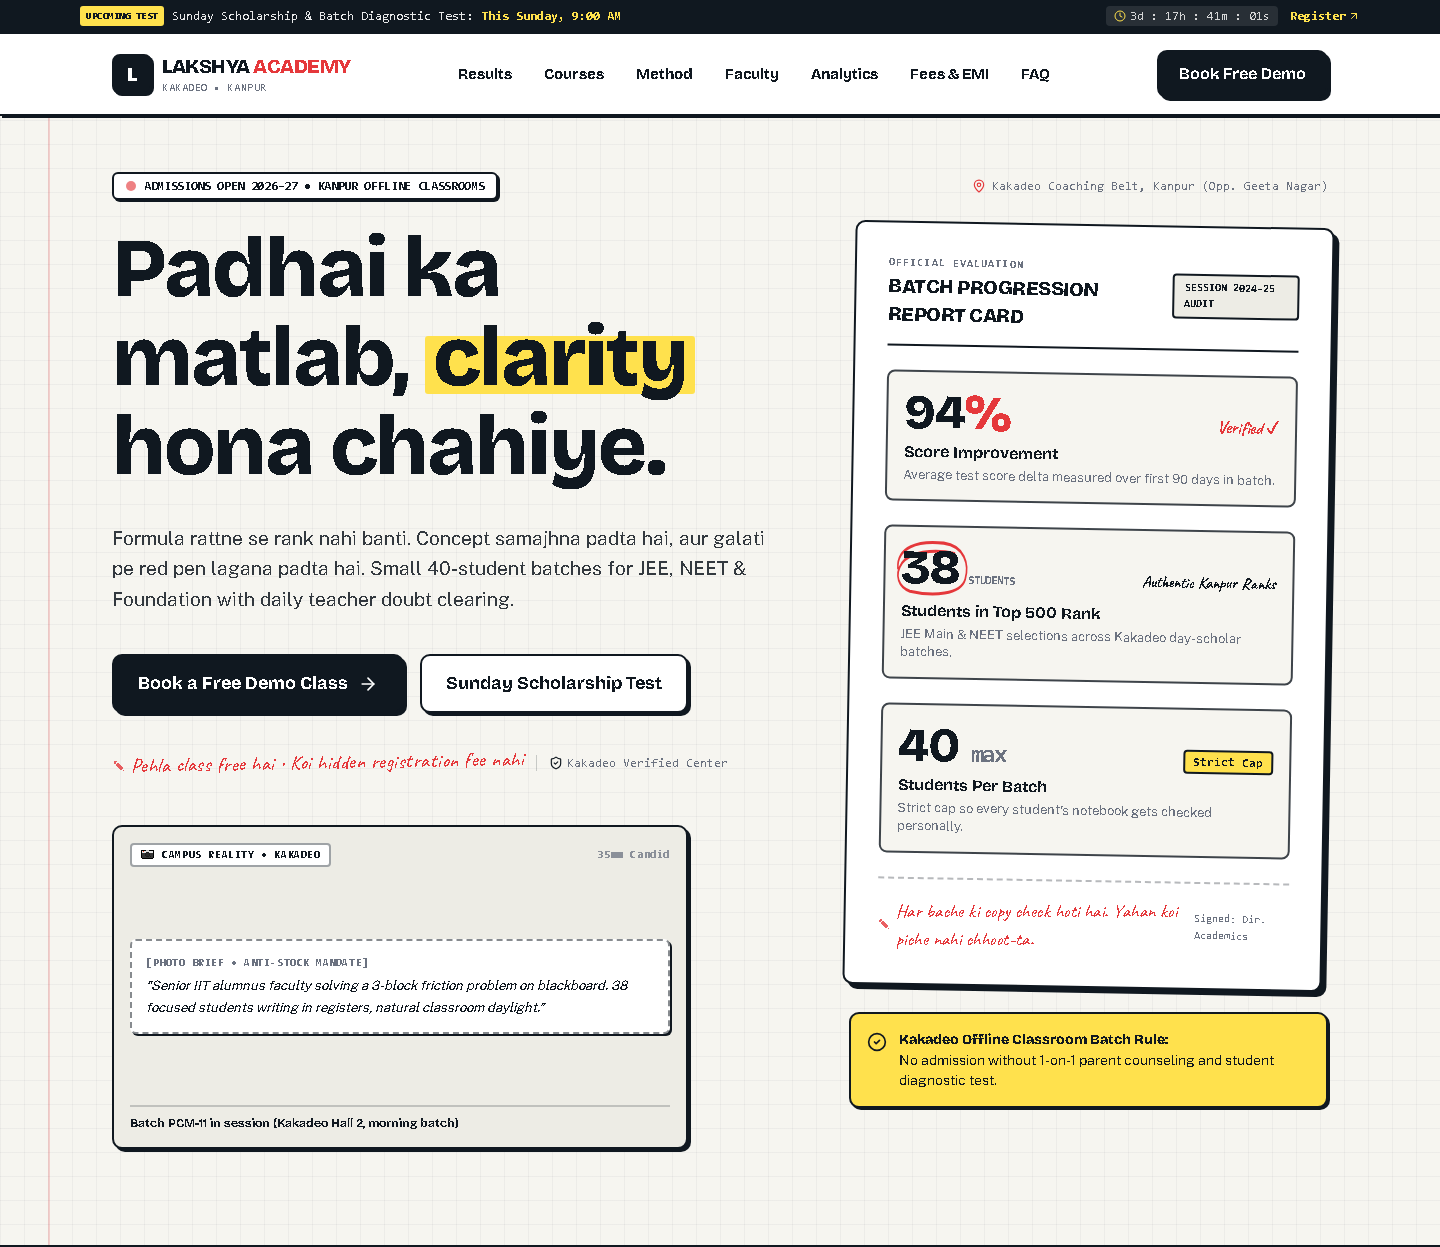 UPCOMING TEST Sunday Scholarship & Batch Diagnostic Test: This Sunday, 9:00 AM
3d : 17h : 41m : 01s Register
L LAKSHYA ACADEMY
KAKADEO • KANPUR
Results Courses Method Faculty Analytics Fees & EMI FAQ
Book Free Demo
ADMISSIONS OPEN 2026-27 • KANPUR OFFLINE CLASSROOMS
Padhai ka
matlab, clarity
hona chahiye.
Formula rattne se rank nahi banti. Concept samajhna padta hai, aur galati
pe red pen lagana padta hai. Small 40-student batches for JEE, NEET &
Foundation with daily teacher doubt clearing.
Book a Free Demo Class
Sunday Scholarship Test
Pehla class free hai · Koi hidden registration fee nahi
Kakadeo Verified Center
CAMPUS REALITY • KAKADEO
35mm Candid
[PHOTO BRIEF • ANTI-STOCK MANDATE]
"Senior IIT alumnus faculty solving a 3-block friction problem on blackboard. 38
focused students writing in registers, natural classroom daylight."
Batch PCM-11 in session (Kakadeo Hall 2, morning batch)
Kakadeo Coaching Belt, Kanpur (Opp. Geeta Nagar)
OFFICIAL EVALUATION
BATCH PROGRESSION
REPORT CARD
SESSION 2024-25
AUDIT
94%
Verified ✓
Score Improvement
Average test score delta measured over first 90 days in batch.
38 STUDENTS
Authentic Kanpur Ranks
Students in Top 500 Rank
JEE Main & NEET selections across Kakadeo day-scholar
batches.
40 max
Strict Cap
Students Per Batch
Strict cap so every student's notebook gets checked
personally.
Har bache ki copy check hoti hai. Yahan koi
piche nahi chhoot-ta.
Signed: Dir.
Academics
Kakadeo Offline Classroom Batch Rule:
No admission without 1-on-1 parent counseling and student
diagnostic test.